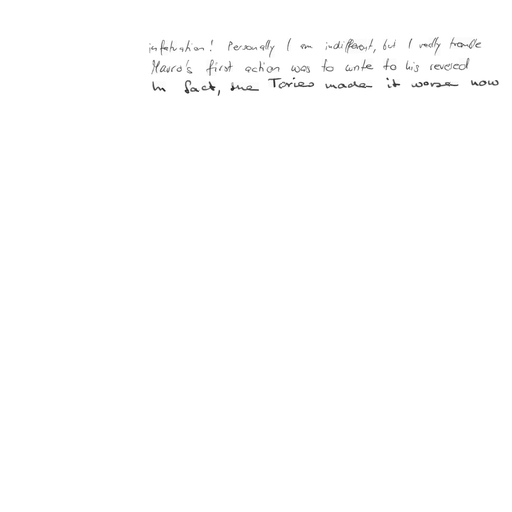 infatuation! Personally I am indifferent, but I really tremble
Mauro's first action was to write to his revered
In fact, the Tories made it worse now